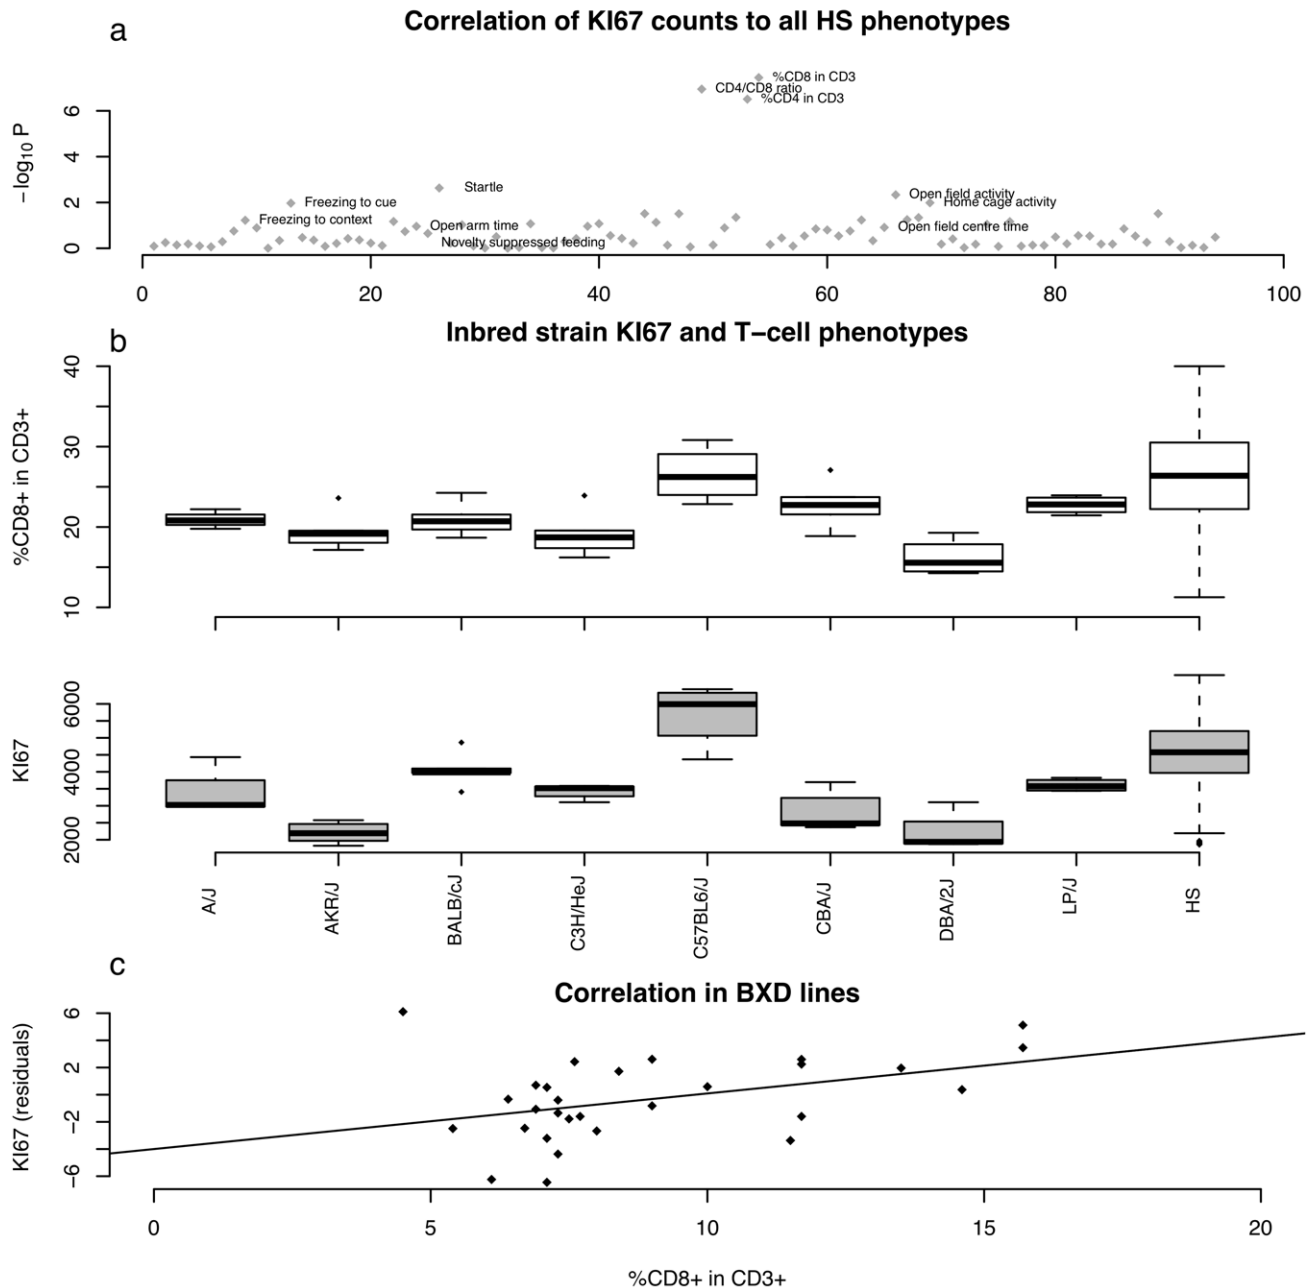 a
Correlation of KI67 counts to all HS phenotypes
%CD8 in CD3
CD4/CD8 ratio
%CD4 in CD3
6
4
2
0
−log10 P
Startle
Freezing to cue
Freezing to context
Open arm time
Novelty suppressed feeding
Open field activity
Home cage activity
Open field centre time
0 20 40 60 80 100
b
Inbred strain KI67 and T−cell phenotypes
40
30
20
10
%CD8+ in CD3+
6000
4000
2000
KI67
A/J AKR/J BALB/cJ C3H/HeJ C57BL6/J CBA/J DBA/2J LP/J HS
c
Correlation in BXD lines
6
2
−2
−6
KI67 (residuals)
0 5 10 15 20
%CD8+ in CD3+